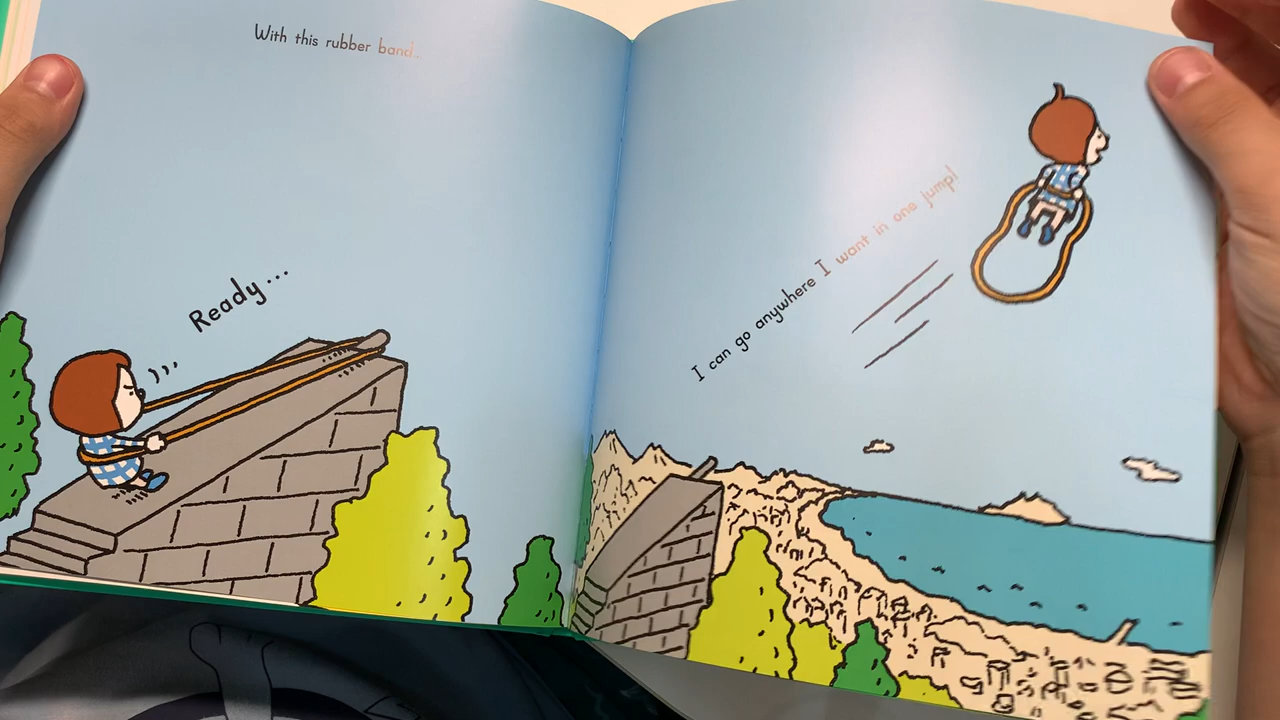 With this rubber band...
Ready...
I can go anywhere I want in one jump!